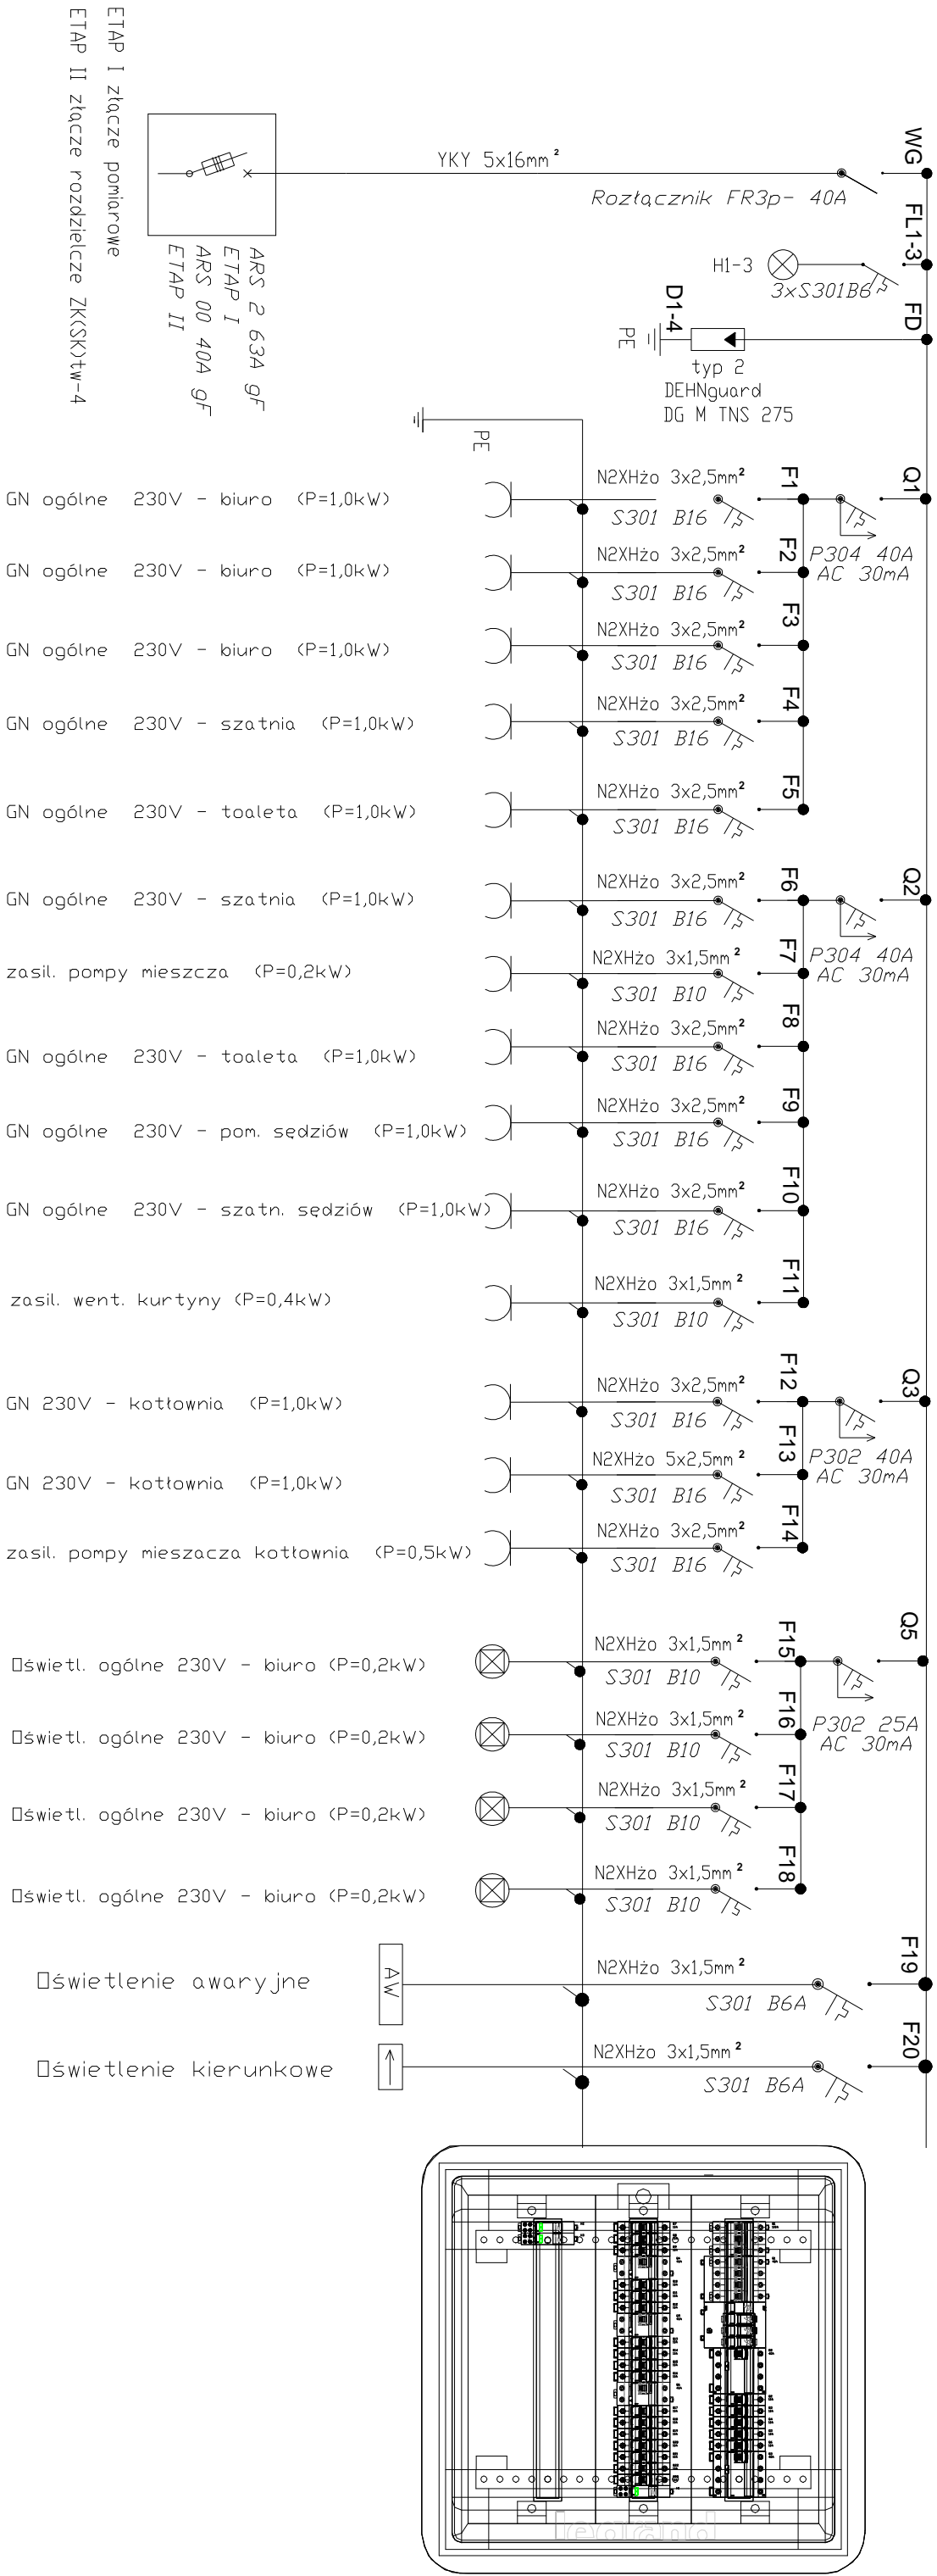 WG
YKY 5x16mm²
Rozłącznik FR3p- 40A
ETAP I złącze pomiarowe
ETAP II złącze rozdzielcze ZK(SK)tw-4
ARS 2 63A gF
ETAP I
ARS 00 40A gF
ETAP II
FL1-3
H1-3
3xS301B6
FD
D1-4
PE
typ 2
DEHNguard
DG M TNS 275
PE
Q1
P304 40A
AC 30mA
F1
N2XHżo 3x2,5mm²
S301 B16
GN ogólne 230V - biuro (P=1,0kW)
F2
N2XHżo 3x2,5mm²
S301 B16
GN ogólne 230V - biuro (P=1,0kW)
F3
N2XHżo 3x2,5mm²
S301 B16
GN ogólne 230V - biuro (P=1,0kW)
F4
N2XHżo 3x2,5mm²
S301 B16
GN ogólne 230V - szatnia (P=1,0kW)
F5
N2XHżo 3x2,5mm²
S301 B16
GN ogólne 230V - toaleta (P=1,0kW)
Q2
P304 40A
AC 30mA
F6
N2XHżo 3x2,5mm²
S301 B16
GN ogólne 230V - szatnia (P=1,0kW)
F7
N2XHżo 3x1,5mm²
S301 B10
zasil. pompy mieszcza (P=0,2kW)
F8
N2XHżo 3x2,5mm²
S301 B16
GN ogólne 230V - toaleta (P=1,0kW)
F9
N2XHżo 3x2,5mm²
S301 B16
GN ogólne 230V - pom. sędziów (P=1,0kW)
F10
N2XHżo 3x2,5mm²
S301 B16
GN ogólne 230V - szatn. sędziów (P=1,0kW)
F11
N2XHżo 3x1,5mm²
S301 B10
zasil. went. kurtyny (P=0,4kW)
Q3
P302 40A
AC 30mA
F12
N2XHżo 3x2,5mm²
S301 B16
GN 230V - kotłownia (P=1,0kW)
F13
N2XHżo 5x2,5mm²
S301 B16
GN 230V - kotłownia (P=1,0kW)
F14
N2XHżo 3x2,5mm²
S301 B16
zasil. pompy mieszacza kotłownia (P=0,5kW)
Q5
P302 25A
AC 30mA
F15
N2XHżo 3x1,5mm²
S301 B10
Oświetl. ogólne 230V - biuro (P=0,2kW)
F16
N2XHżo 3x1,5mm²
S301 B10
Oświetl. ogólne 230V - biuro (P=0,2kW)
F17
N2XHżo 3x1,5mm²
S301 B10
Oświetl. ogólne 230V - biuro (P=0,2kW)
F18
N2XHżo 3x1,5mm²
S301 B10
Oświetl. ogólne 230V - biuro (P=0,2kW)
F19
N2XHżo 3x1,5mm²
S301 B6A
AW
Oświetlenie awaryjne
F20
N2XHżo 3x1,5mm²
S301 B6A
Oświetlenie kierunkowe
legrand